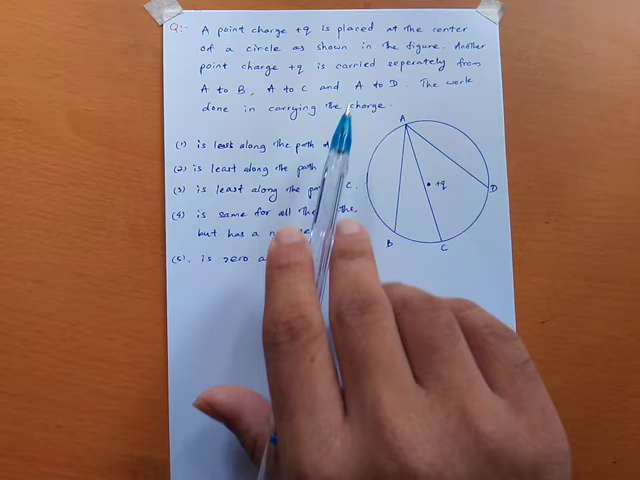 Q:- A point charge +q is placed at the center
of a circle as shown in the figure. Another
point charge +q is carried seperately from
A to B, A to C and A to D. The work
done in carrying the charge.
(1) is least along the path
(2) is least along the path
(3) is least along the C.
(4) is same for all the
but has a
(5). is zero
A
+q
D
B
C